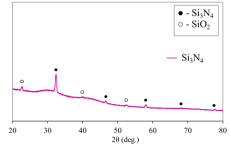 ● - Si₃N₄
○ - SiO₂
Si₃N₄
20 30 40 50 60 70 80
2θ (deg.)